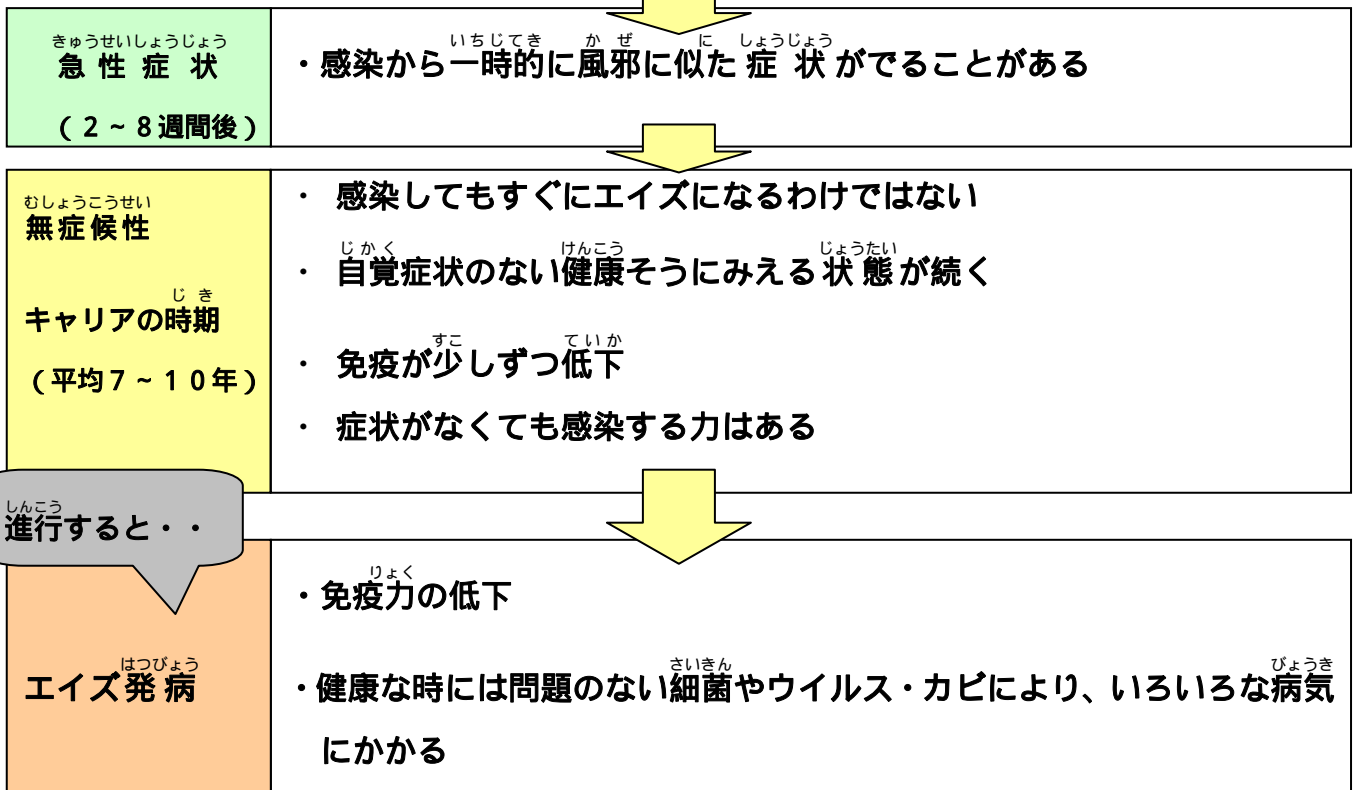 きゅうせいしょうじょう
急性症状
（2～8週間後）
いちじてき かぜ に しょうじょう
・感染から一時的に風邪に似た症状がでることがある
むしょうこうせい
無症候性
じき
キャリアの時期
（平均7～10年）
・ 感染してもすぐにエイズになるわけではない
じかく けんこう じょうたい
・ 自覚症状のない健康そうにみえる状態が続く
すこ ていか
・ 免疫が少しずつ低下
・ 症状がなくても感染する力はある
しんこう
進行すると・・
はつびょう
エイズ発病
りょく
・免疫力の低下
さいきん びょうき
・健康な時には問題のない細菌やウイルス・カビにより、いろいろな病気
にかかる